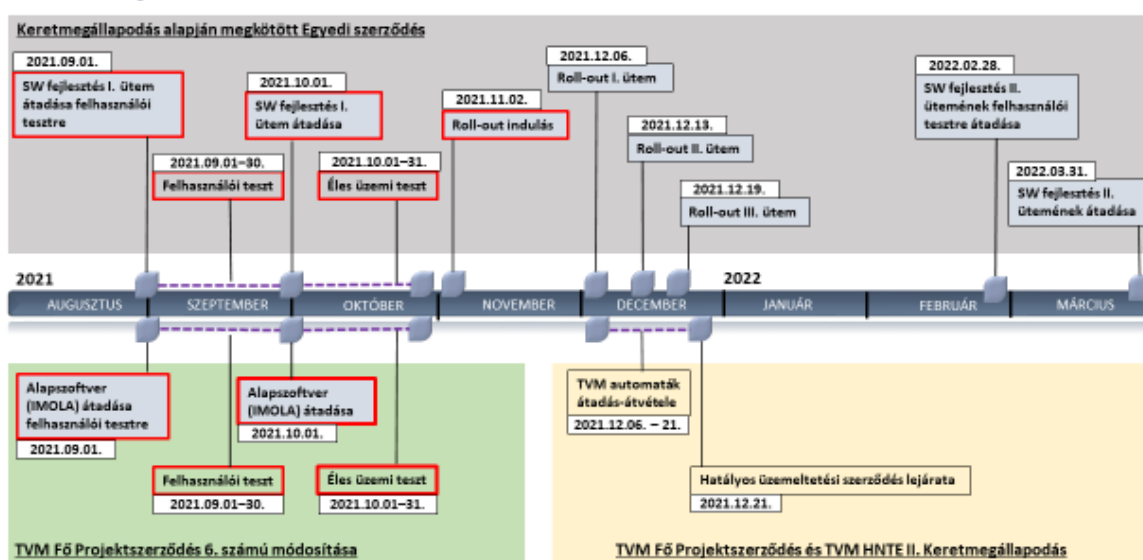 Keretmegállapodás alapján megkötött Egyedi szerződés
2021.09.01.
SW fejlesztés I. ütem
átadása felhasználói
tesztre
2021.09.01–30.
Felhasználói teszt
2021.10.01.
SW fejlesztés I.
ütem átadása
2021.10.01–31.
Éles üzemi teszt
2021.11.02.
Roll-out indulás
2021.12.06.
Roll-out I. ütem
2021.12.13.
Roll-out II. ütem
2021.12.19.
Roll-out III. ütem
2022.02.28.
SW fejlesztés II.
ütemének felhasználói
tesztre átadása
2022.03.31.
SW fejlesztés II.
ütemének átadása
2021
2022
AUGUSZTUS
SZEPTEMBER
OKTÓBER
NOVEMBER
DECEMBER
JANUÁR
FEBRUÁR
MÁRCIUS
Alapszoftver
(IMOLA) átadása
felhasználói tesztre
2021.09.01.
Felhasználói teszt
2021.09.01–30.
Alapszoftver
(IMOLA) átadása
2021.10.01.
Éles üzemi teszt
2021.10.01–31.
TVM Fő Projektszerződés 6. számú módosítása
TVM automaták
átadás-átvétele
2021.12.06. – 21.
Hatályos üzemeltetési szerződés lejárata
2021.12.21.
TVM Fő Projektszerződés és TVM HNTE II. Keretmegállapodás